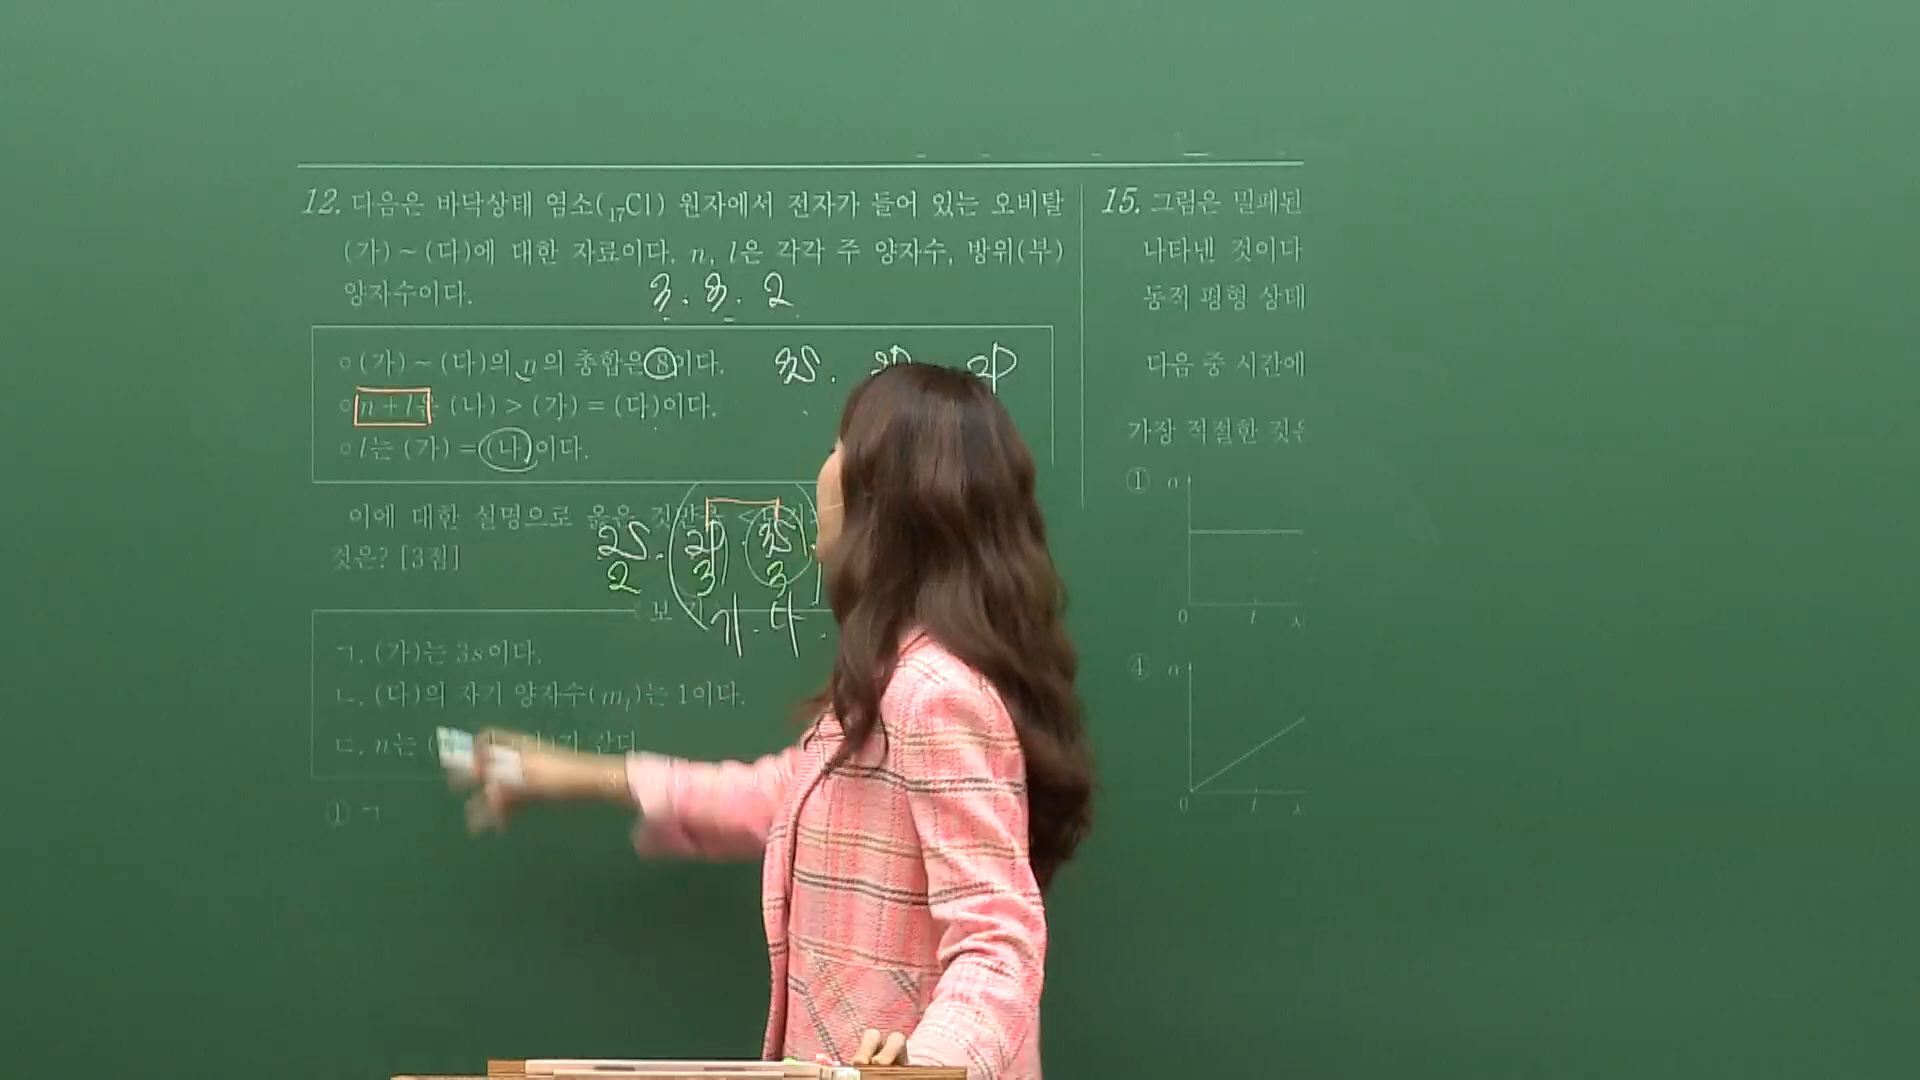 12. 다음은 바닥상태 염소(₁₇Cl) 원자에서 전자가 들어 있는 오비탈
(가)~(다)에 대한 자료이다. n, l은 각각 주 양자수, 방위(부)
양자수이다.
3. 3. 2
○ (가)~(다)의 n의 총합은 8이다.
3S. 2P
○ n+l은 (나) > (가) = (다)이다.
○ l는 (가) = (나)이다.
이에 대한 설명으로 옳은 것만을 <
것은? [3점]
2S. 2P. 3S
2 3 3
가. 다
보
ㄱ. (가)는 3s이다.
ㄴ. (다)의 자기 양자수(mₗ)는 1이다.
ㄷ. n는 (
① ㄱ
15. 그림은 밀폐된
나타낸 것이다
동적 평형 상태
다음 중 시간에
가장 적절한 것은
① n
0 t 시
④ n
0 t